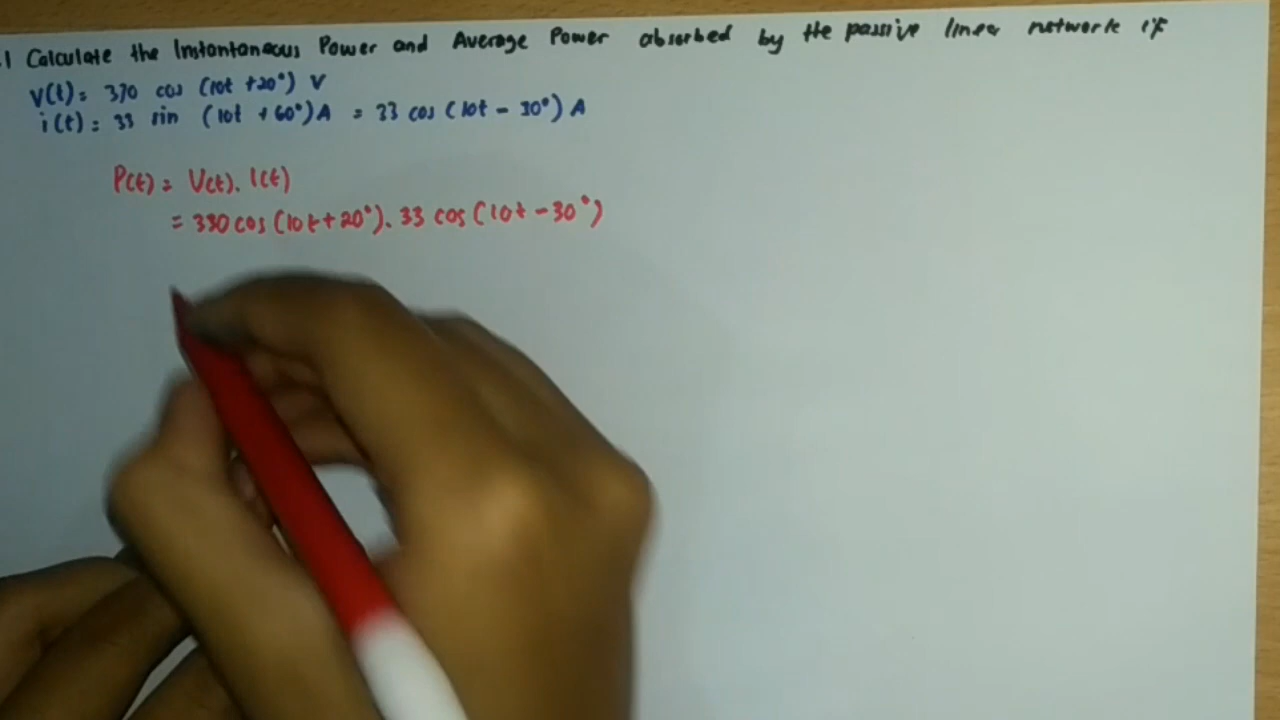 .1 Calculate the Instantaneous Power and Average Power absorbed by the passive linear network if
v(t) = 330 cos (10t +20°) V
i(t) = 33 sin (10t +60°)A = 33 cos (10t - 30°) A
P(t) = V(t). I(t)
= 330 cos (10t+20°). 33 cos (10t -30°)